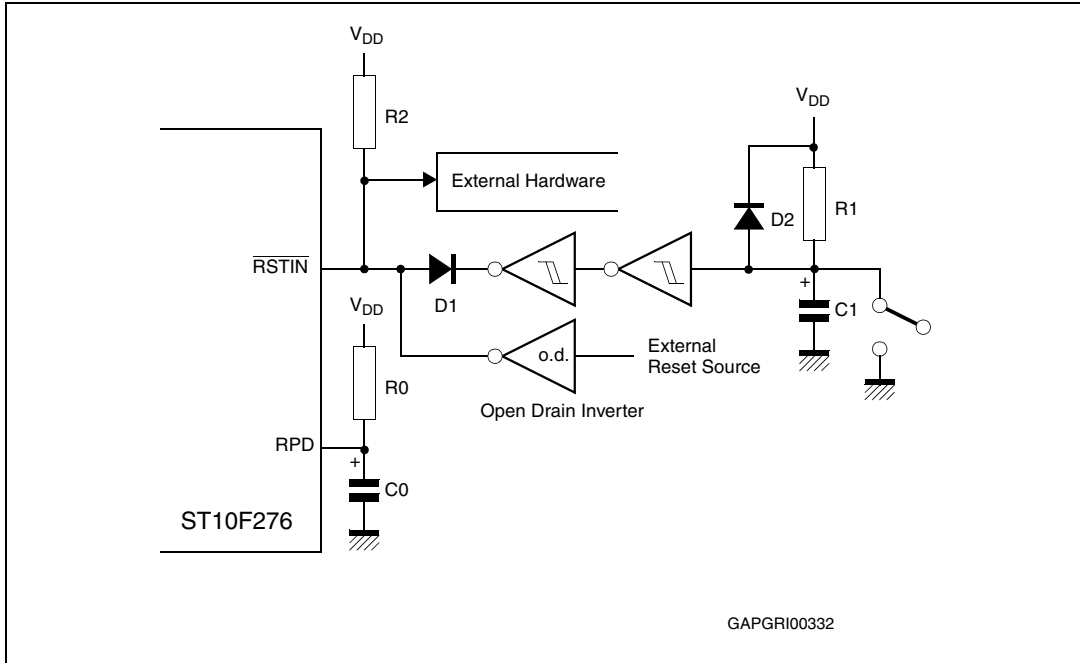 VDD
R2
VDD
External Hardware
D2
R1
RSTIN
D1
+
C1
VDD
o.d.
External
Reset Source
R0
Open Drain Inverter
RPD
+
C0
ST10F276
GAPGRI00332